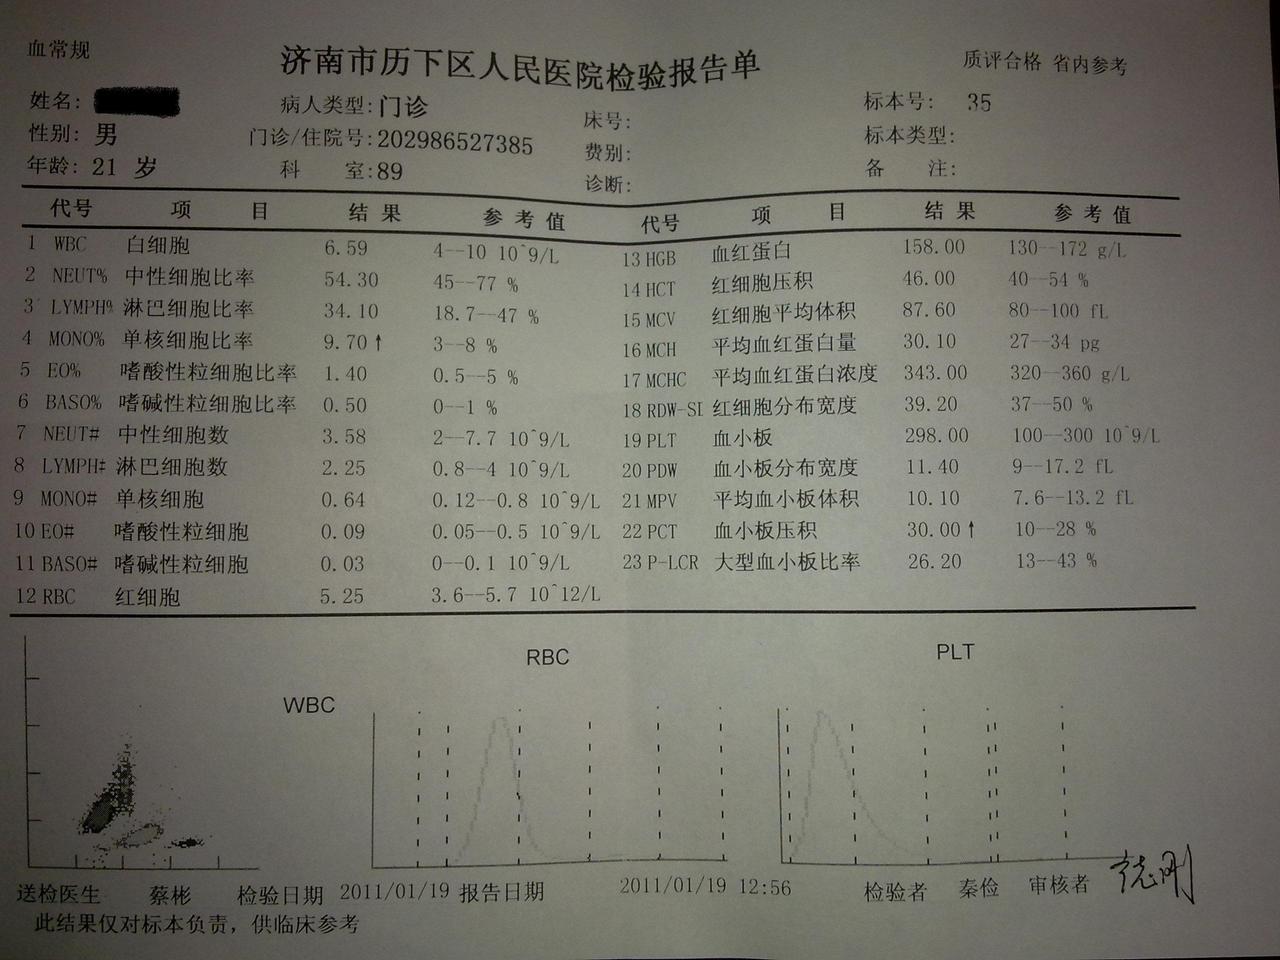 血常规
济南市历下区人民医院检验报告单
质评合格 省内参考
姓名: 病人类型: 门诊 床号: 标本号: 35
性别: 男 门诊/住院号: 202986527385 费别: 标本类型:
年龄: 21 岁 科 室: 89 诊断: 备 注:
代号 项 目 结 果 参 考 值 代号 项 目 结 果 参 考 值
1 WBC 白细胞 6.59 4--10 10^9/L 13 HGB 血红蛋白 158.00 130--172 g/L
2 NEUT% 中性细胞比率 54.30 45--77 % 14 HCT 红细胞压积 46.00 40--54 %
3 LYMPH% 淋巴细胞比率 34.10 18.7--47 % 15 MCV 红细胞平均体积 87.60 80--100 fL
4 MONO% 单核细胞比率 9.70 ↑ 3--8 % 16 MCH 平均血红蛋白量 30.10 27--34 pg
5 EO% 嗜酸性粒细胞比率 1.40 0.5--5 % 17 MCHC 平均血红蛋白浓度 343.00 320--360 g/L
6 BASO% 嗜碱性粒细胞比率 0.50 0--1 % 18 RDW-SI 红细胞分布宽度 39.20 37--50 %
7 NEUT# 中性细胞数 3.58 2--7.7 10^9/L 19 PLT 血小板 298.00 100--300 10^9/L
8 LYMPH# 淋巴细胞数 2.25 0.8--4 10^9/L 20 PDW 血小板分布宽度 11.40 9--17.2 fL
9 MONO# 单核细胞 0.64 0.12--0.8 10^9/L 21 MPV 平均血小板体积 10.10 7.6--13.2 fL
10 EO# 嗜酸性粒细胞 0.09 0.05--0.5 10^9/L 22 PCT 血小板压积 30.00 ↑ 10--28 %
11 BASO# 嗜碱性粒细胞 0.03 0--0.1 10^9/L 23 P-LCR 大型血小板比率 26.20 13--43 %
12 RBC 红细胞 5.25 3.6--5.7 10^12/L
WBC
RBC
PLT
送检医生 蔡彬 检验日期 2011/01/19 报告日期 2011/01/19 12:56 检验者 秦俭 审核者
此结果仅对标本负责，供临床参考